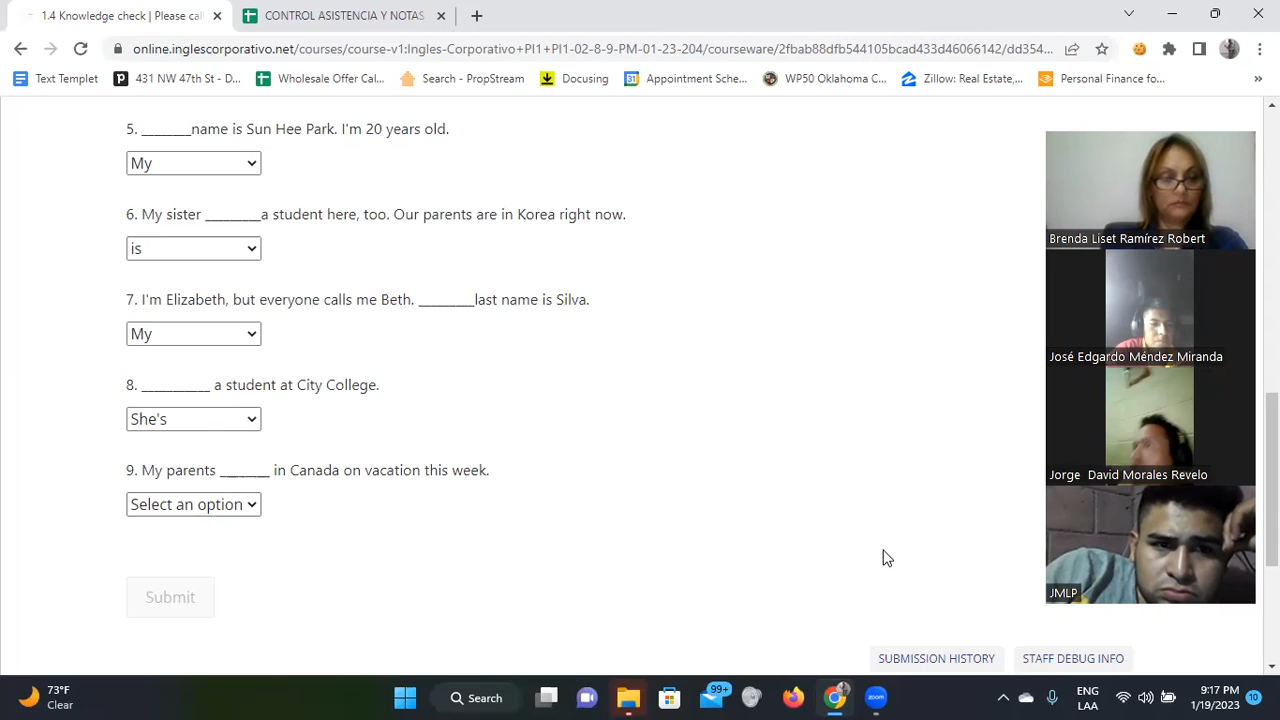 1.4 Knowledge check | Please cal
CONTROL ASISTENCIA Y NOTAS
online.inglescorporativo.net/courses/course-v1:Ingles-Corporativo+PI1+PI1-02-8-9-PM-01-23-204/courseware/2fbab88dfb544105bcad433d46066142/dd354...
Text Templet
431 NW 47th St - D...
Wholesale Offer Cal...
Search - PropStream
Docusing
Appointment Sche...
WP50 Oklahoma C...
Zillow: Real Estate,...
Personal Finance fo...
»
5. ________name is Sun Hee Park. I'm 20 years old.
My
6. My sister _________a student here, too. Our parents are in Korea right now.
is
7. I'm Elizabeth, but everyone calls me Beth. _________last name is Silva.
My
8. ___________ a student at City College.
She's
9. My parents ________ in Canada on vacation this week.
Select an option
Submit
SUBMISSION HISTORY
STAFF DEBUG INFO
Brenda Liset Ramírez Robert
José Edgardo Méndez Miranda
Jorge David Morales Revelo
JMLP
73°F
Clear
Search
99+
zoom
ENG
LAA
9:17 PM
1/19/2023
10